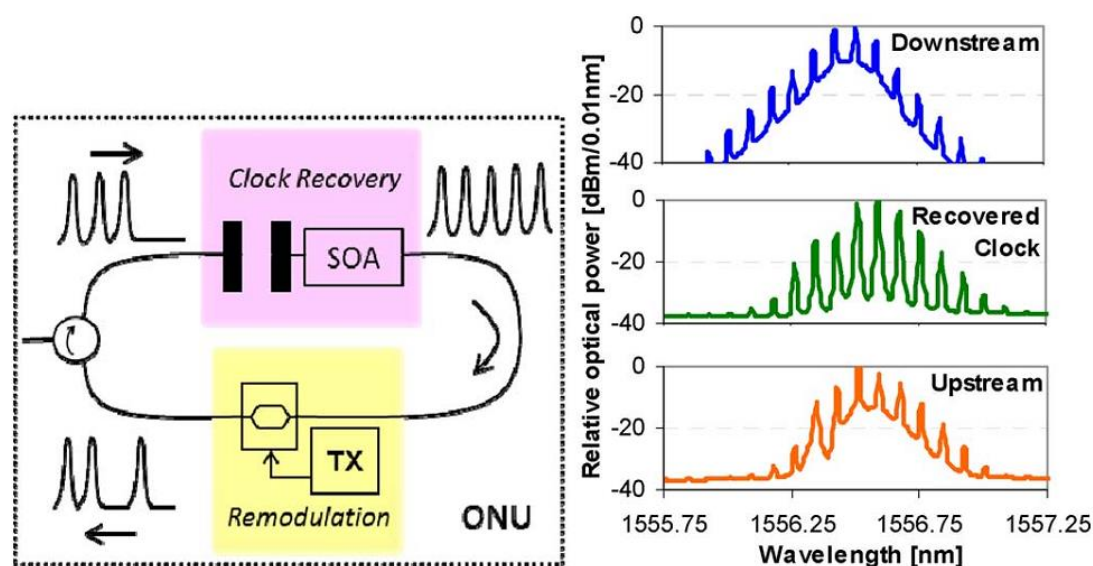 Clock Recovery
SOA
TX
Remodulation
ONU
Relative optical power [dBm/0.01nm]
0
-20
-40
Downstream
0
-20
-40
Recovered
Clock
0
-20
-40
Upstream
1555.75 1556.25 1556.75 1557.25
Wavelength [nm]